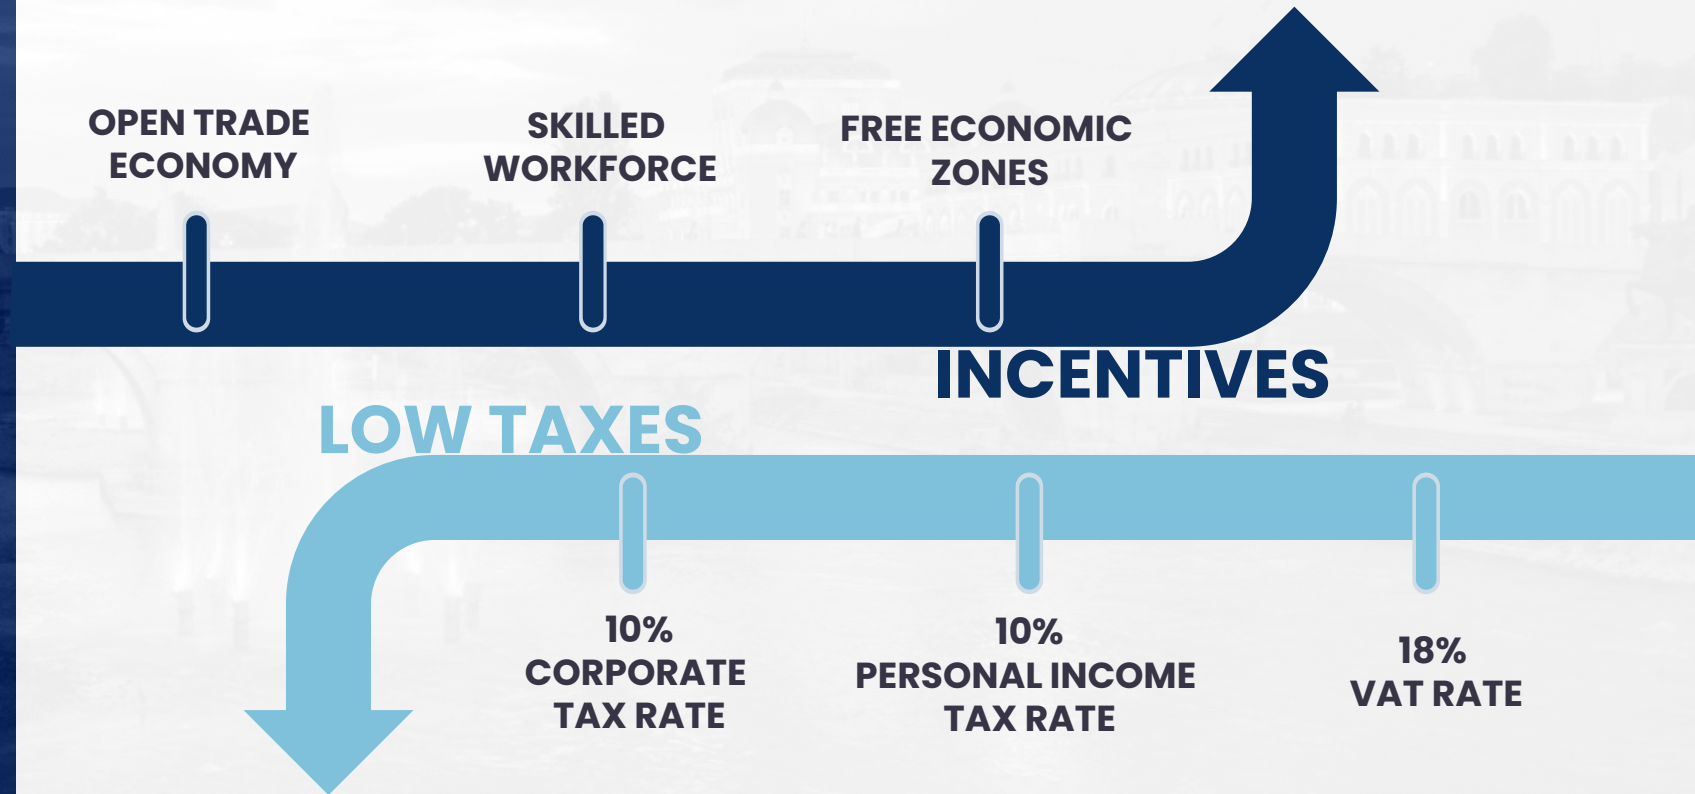 OPEN TRADE
ECONOMY
SKILLED
WORKFORCE
FREE ECONOMIC
ZONES
INCENTIVES
LOW TAXES
10%
CORPORATE
TAX RATE
10%
PERSONAL INCOME
TAX RATE
18%
VAT RATE